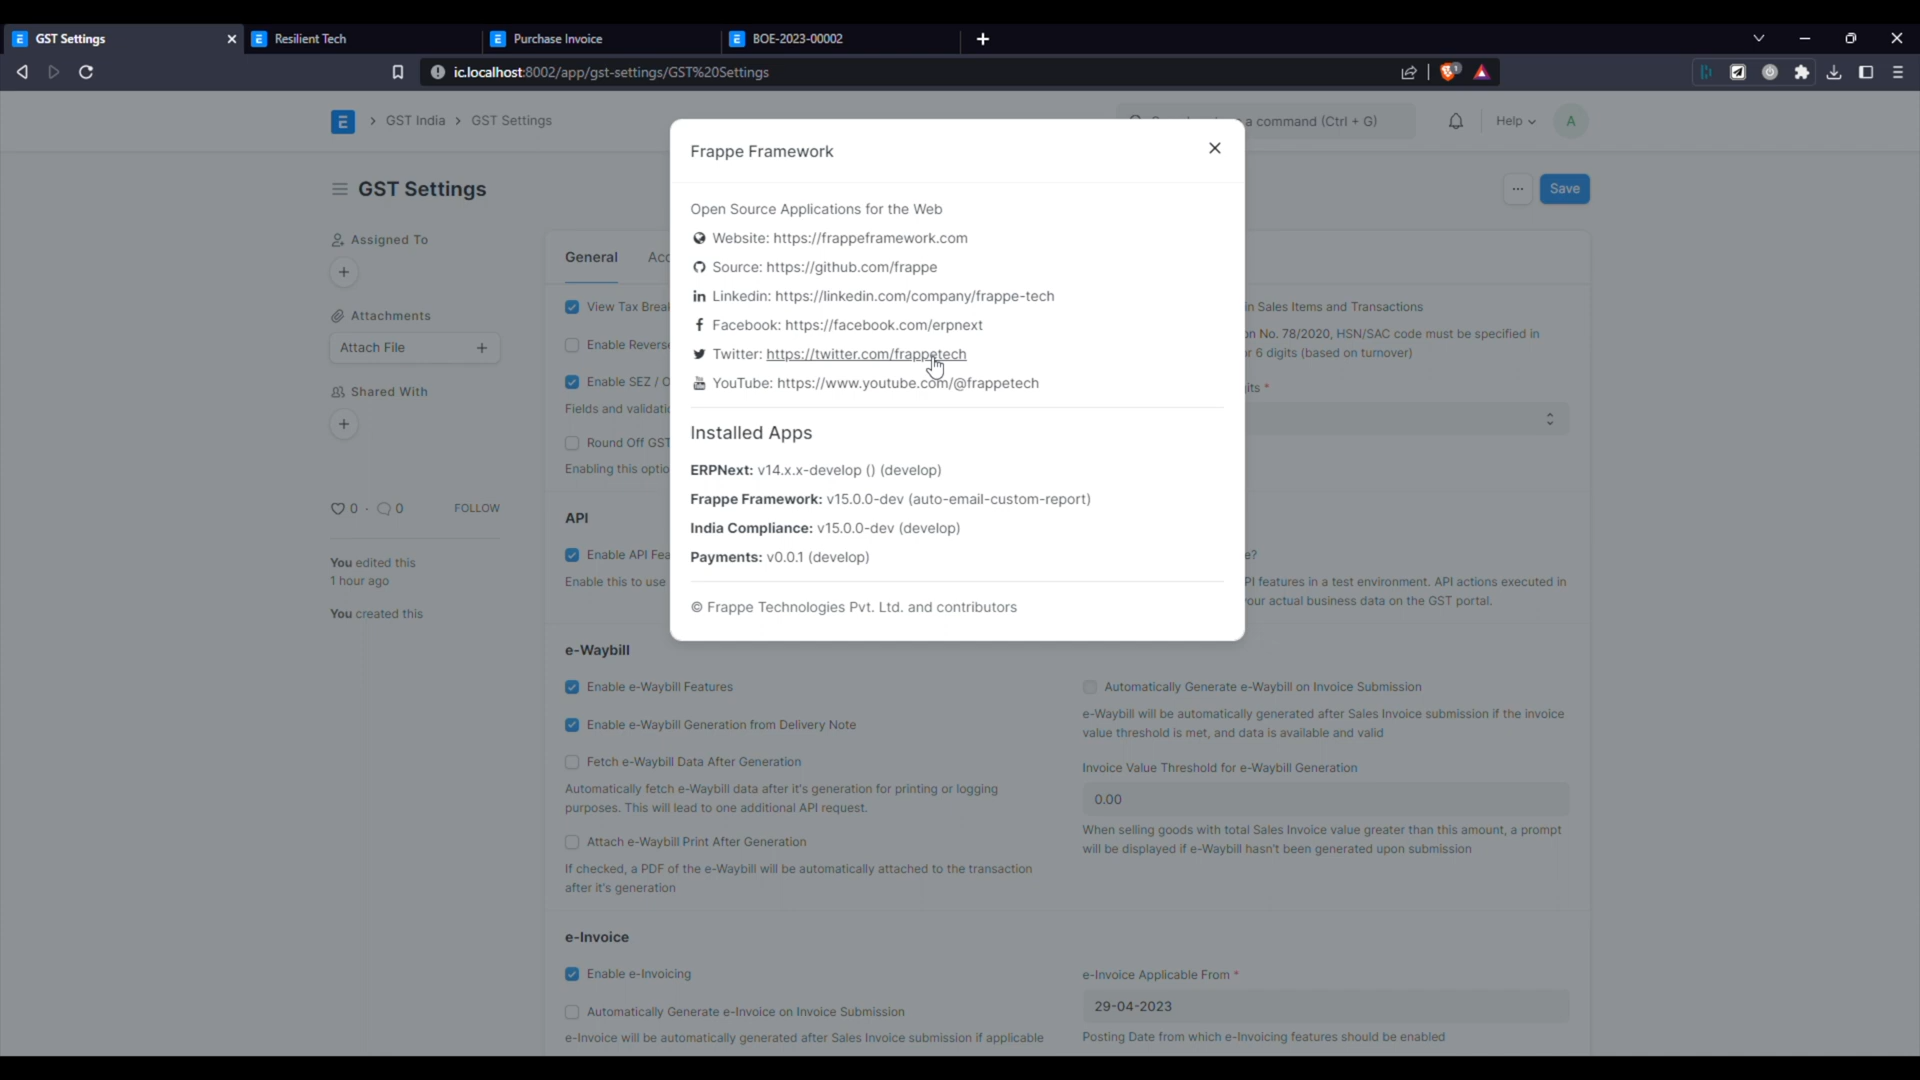 GST Settings
Resilient Tech
Purchase Invoice
BOE-2023-00002
ic.localhost:8002/app/gst-settings/GST%20Settings
E > GST India > GST Settings
a command (Ctrl + G)
Help
A
GST Settings
...
Save
Assigned To
Attachments
Attach File
Shared With
0 · 0 FOLLOW
You edited this
1 hour ago
You created this
General
Acc
View Tax Break
Enable Reverse
Enable SEZ / O
Fields and validatio
Round Off GST
Enabling this optio
in Sales Items and Transactions
on No. 78/2020, HSN/SAC code must be specified in
r 6 digits (based on turnover)
its *
API
Enable API Fea
Enable this to use
e?
PI features in a test environment. API actions executed in
our actual business data on the GST portal.
Frappe Framework
Open Source Applications for the Web
Website: https://frappeframework.com
Source: https://github.com/frappe
Linkedin: https://linkedin.com/company/frappe-tech
Facebook: https://facebook.com/erpnext
Twitter: https://twitter.com/frappetech
YouTube: https://www.youtube.com/@frappetech
Installed Apps
ERPNext: v14.x.x-develop () (develop)
Frappe Framework: v15.0.0-dev (auto-email-custom-report)
India Compliance: v15.0.0-dev (develop)
Payments: v0.0.1 (develop)
© Frappe Technologies Pvt. Ltd. and contributors
e-Waybill
Enable e-Waybill Features
Enable e-Waybill Generation from Delivery Note
Fetch e-Waybill Data After Generation
Automatically fetch e-Waybill data after it's generation for printing or logging
purposes. This will lead to one additional API request.
Attach e-Waybill Print After Generation
If checked, a PDF of the e-Waybill will be automatically attached to the transaction
after it's generation
Automatically Generate e-Waybill on Invoice Submission
e-Waybill will be automatically generated after Sales Invoice submission if the invoice
value threshold is met, and data is available and valid
Invoice Value Threshold for e-Waybill Generation
0.00
When selling goods with total Sales Invoice value greater than this amount, a prompt
will be displayed if e-Waybill hasn't been generated upon submission
e-Invoice
Enable e-Invoicing
Automatically Generate e-Invoice on Invoice Submission
e-Invoice will be automatically generated after Sales Invoice submission if applicable
e-Invoice Applicable From *
29-04-2023
Posting Date from which e-Invoicing features should be enabled